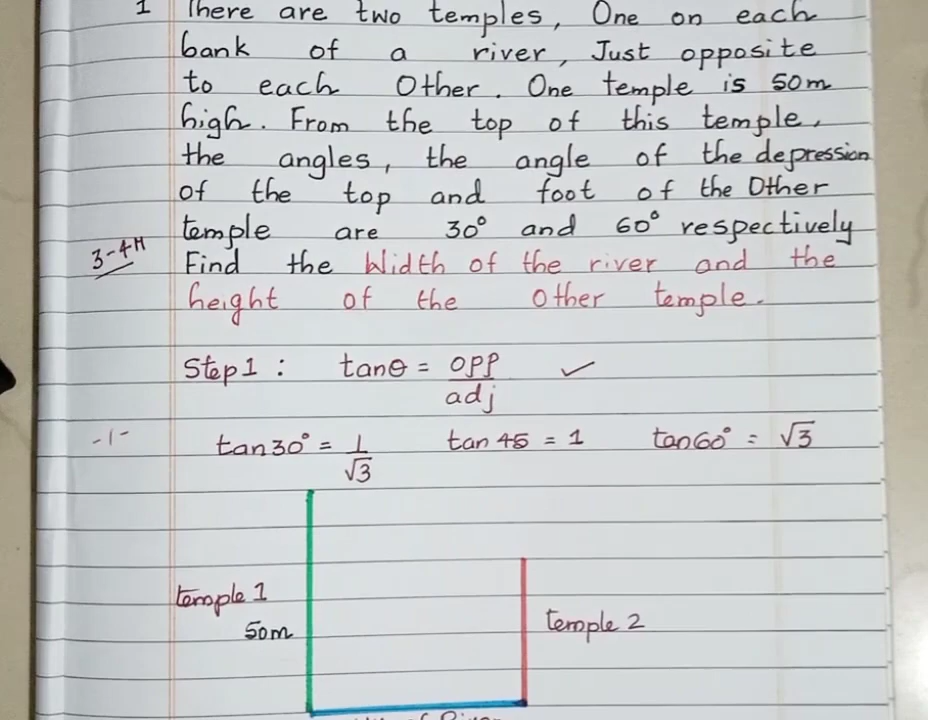 1 There are two temples, One on each
bank of a river, Just opposite
to each Other. One temple is 50m
high. From the top of this temple,
the angles, the angle of the depression
of the top and foot of the Other
temple are 30° and 60° respectively
3-4M
Find the Width of the river and the
height of the Other temple.
Step1 : tanθ = opp/adj ✓
-1-
tan30° = 1/√3 tan 45 = 1 tan60° = √3
temple 1
50m
temple 2
of River